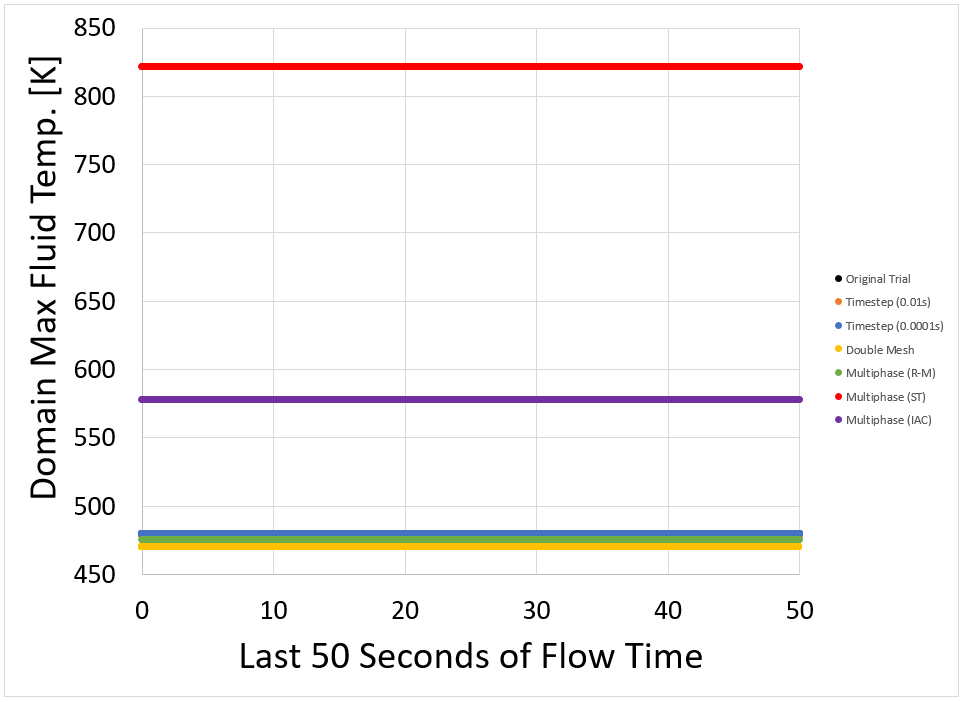 850
800
750
700
650
600
550
500
450
Domain Max Fluid Temp. [K]
0 10 20 30 40 50
Last 50 Seconds of Flow Time
Original Trial
Timestep (0.01s)
Timestep (0.0001s)
Double Mesh
Multiphase (R-M)
Multiphase (ST)
Multiphase (IAC)